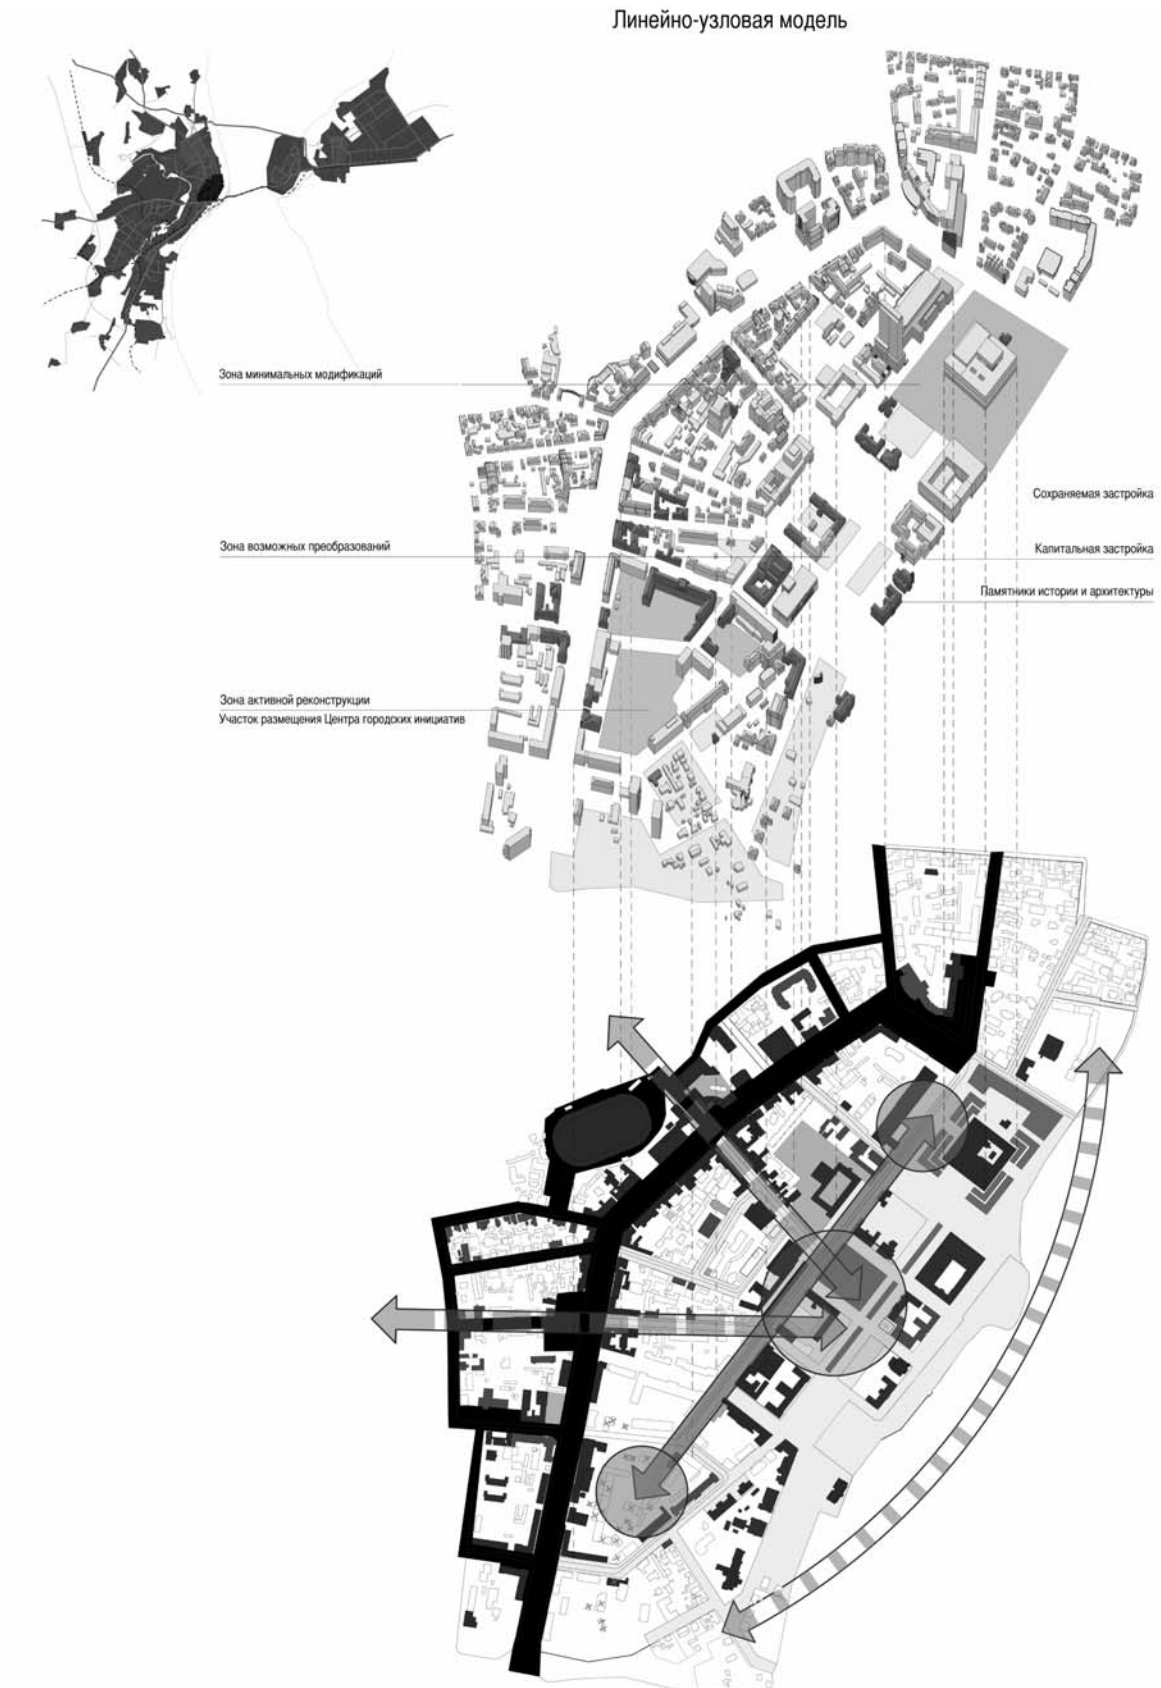 Линейно-узловая модель
Зона минимальных модификаций
Сохраняемая застройка
Зона возможных преобразований
Капитальная застройка
Памятники истории и архитектуры
Зона активной реконструкции
Участок размещения Центра городских инициатив